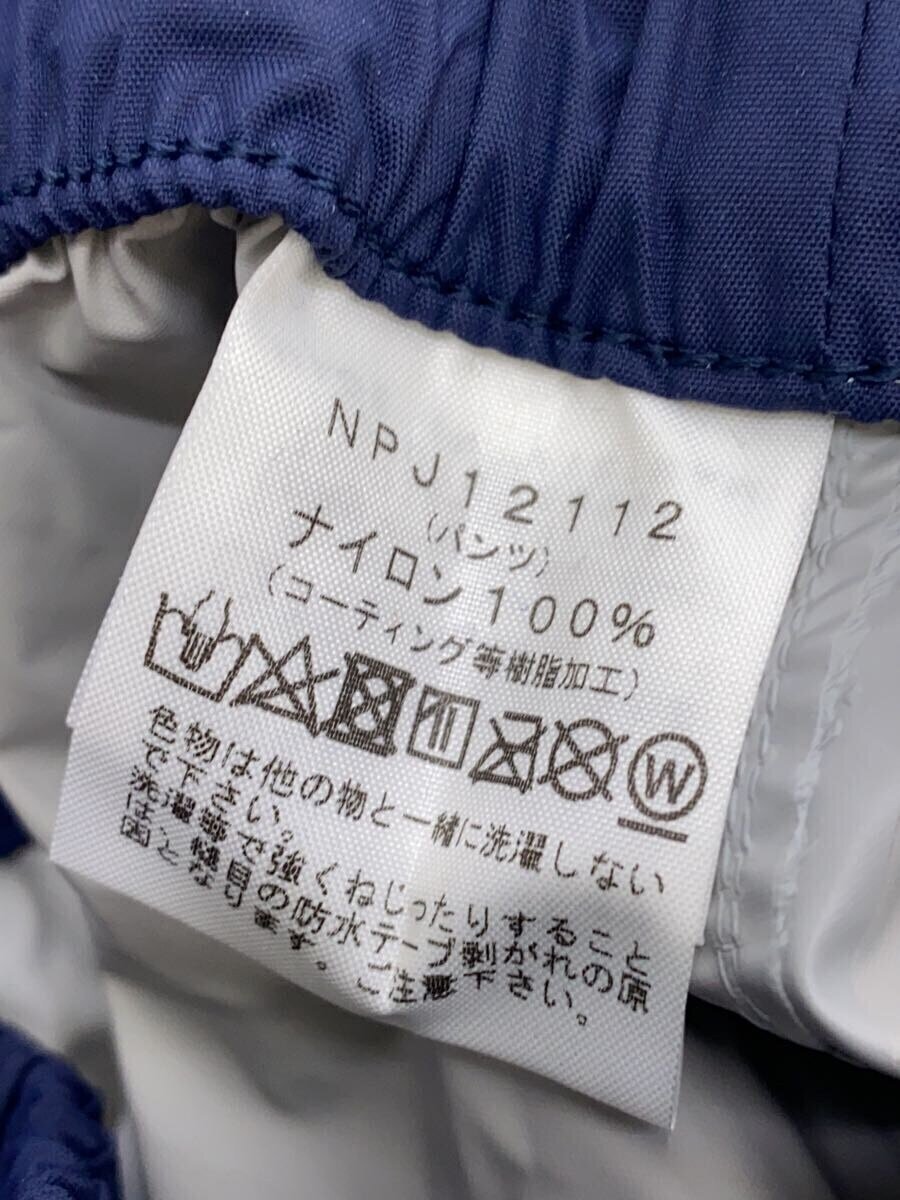 NPJ12112
(パンツ)
ナイロン100%
(コーティング等樹脂加工)
W
色物は他の物と一緒に洗濯しない
で下さい。
洗濯等で強くねじったりすること
は、縫目の防水テープ剥がれの原
因となります。ご注意下さい。